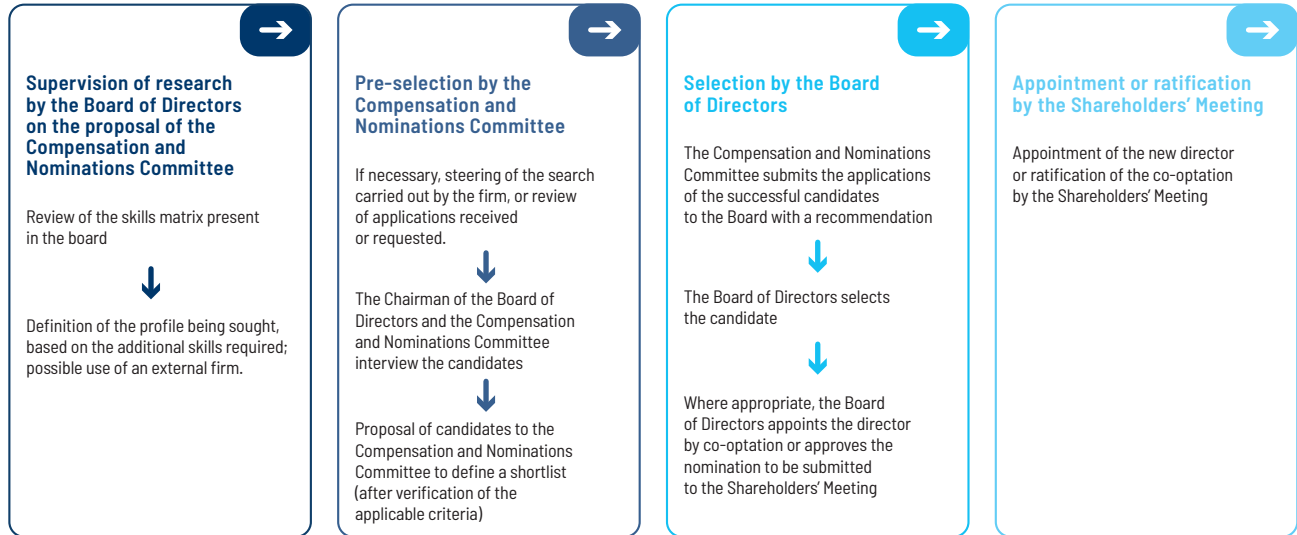 Supervision of research
by the Board of Directors
on the proposal of the
Compensation and
Nominations Committee
Review of the skills matrix present
in the board
Definition of the profile being sought,
based on the additional skills required;
possible use of an external firm.
Pre-selection by the
Compensation and
Nominations Committee
If necessary, steering of the search
carried out by the firm, or review
of applications received
or requested.
The Chairman of the Board of
Directors and the Compensation
and Nominations Committee
interview the candidates
Proposal of candidates to the
Compensation and Nominations
Committee to define a shortlist
(after verification of the
applicable criteria)
Selection by the Board
of Directors
The Compensation and Nominations
Committee submits the applications
of the successful candidates
to the Board with a recommendation
The Board of Directors selects
the candidate
Where appropriate, the Board
of Directors appoints the director
by co-optation or approves the
nomination to be submitted
to the Shareholders' Meeting
Appointment or ratification
by the Shareholders' Meeting
Appointment of the new director
or ratification of the co-optation
by the Shareholders' Meeting